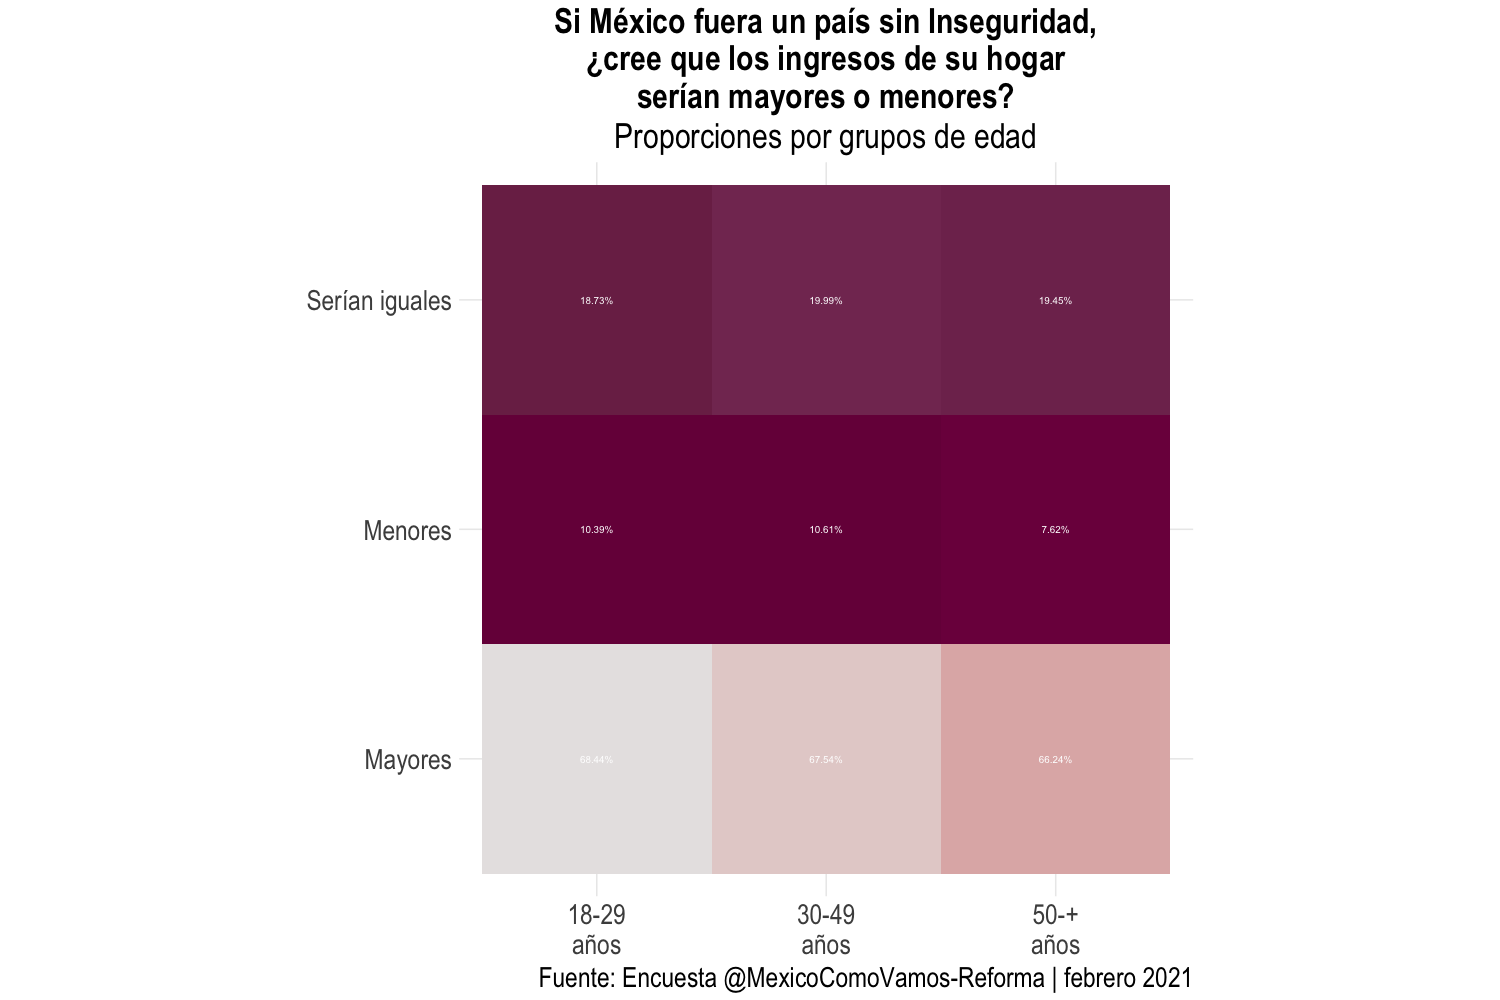 Si México fuera un país sin Inseguridad,
¿cree que los ingresos de su hogar
serían mayores o menores?
Proporciones por grupos de edad
Serían iguales
18.73%
19.99%
19.45%
Menores
10.39%
10.61%
7.62%
Mayores
68.44%
67.54%
66.24%
18-29
años
30-49
años
50-+
años
Fuente: Encuesta @MexicoComoVamos-Reforma | febrero 2021